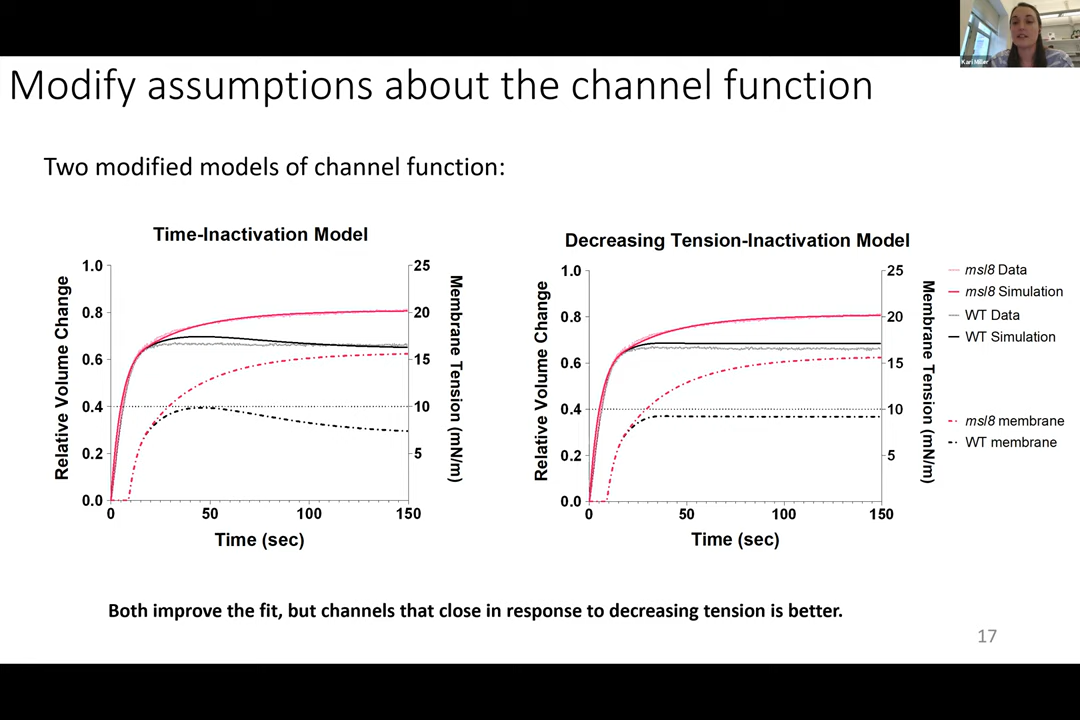 Kari Miller
Modify assumptions about the channel function
Two modified models of channel function:
Time-Inactivation Model
1.0
0.8
0.6
0.4
0.2
0.0
Relative Volume Change
25
20
15
10
5
Membrane Tension (mN/m)
0
50
100
150
Time (sec)
Decreasing Tension-Inactivation Model
1.0
0.8
0.6
0.4
0.2
0.0
Relative Volume Change
25
20
15
10
5
Membrane Tension (mN/m)
0
50
100
150
Time (sec)
msl8 Data
msl8 Simulation
WT Data
WT Simulation
msl8 membrane
WT membrane
Both improve the fit, but channels that close in response to decreasing tension is better.
17